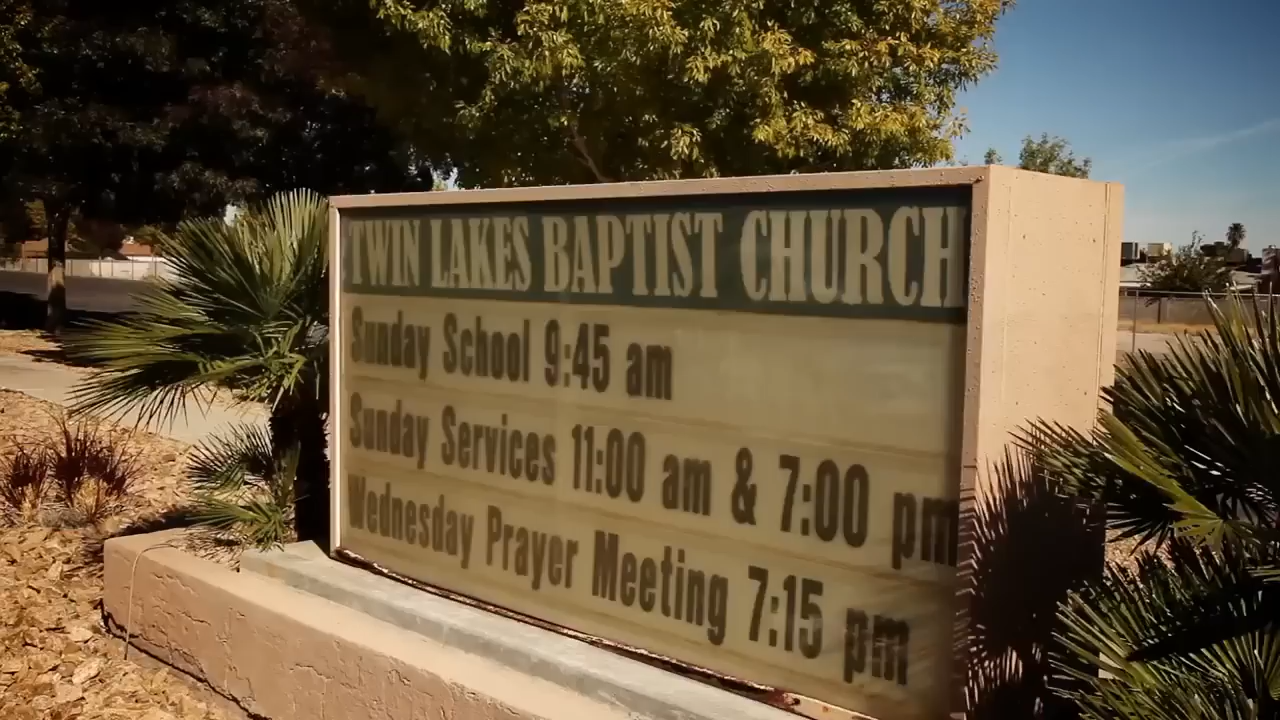 TWIN LAKES BAPTIST CHURCH
Sunday School 9:45 am
Sunday Services 11:00 am & 7:00 pm
Wednesday Prayer Meeting 7:15 pm